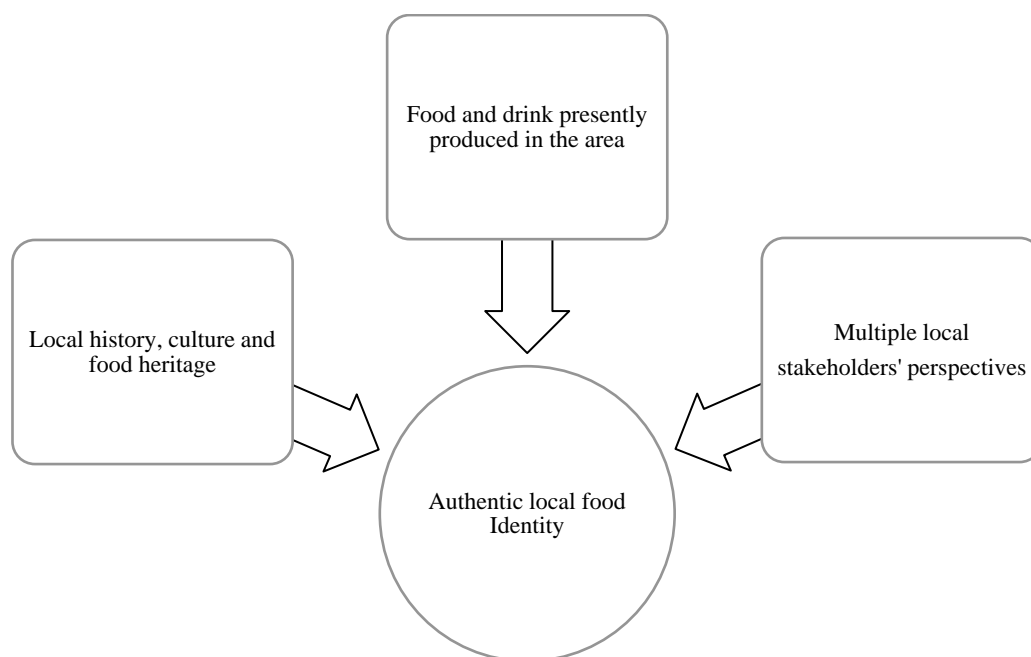 Food and drink presently
produced in the area
Local history, culture and
food heritage
Multiple local
stakeholders' perspectives
Authentic local food
Identity